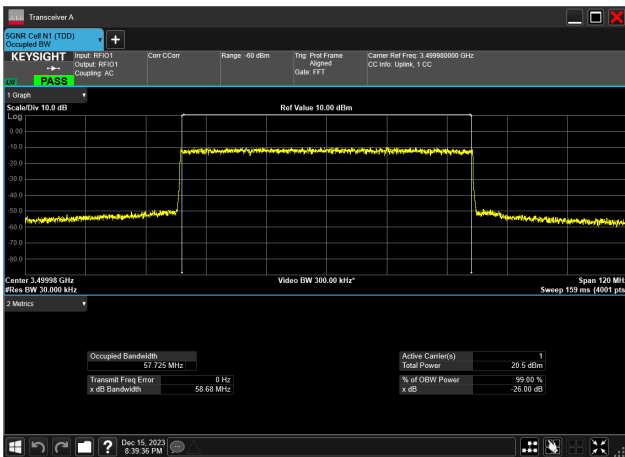 Transceiver A
5GNR Cell N1 (TDD)
Occupied BW
KEYSIGHT
LXI
PASS
Input: RFIO1
Output: RFIO1
Coupling: AC
Corr CCorr
Range: -60 dBm
Trig: Prot Frame
Aligned
Gate: FFT
Carrier Ref Freq: 3.499980000 GHz
CC Info: Uplink, 1 CC
1 Graph
Scale/Div 10.0 dB
Ref Value 10.00 dBm
Log
0.00
-10.0
-20.0
-30.0
-40.0
-50.0
-60.0
-70.0
-80.0
Center 3.49998 GHz
Video BW 300.00 kHz*
Span 120 MHz
#Res BW 30.000 kHz
Sweep 159 ms (4001 pts
2 Metrics
Occupied Bandwidth
57.725 MHz
Active Carrier(s) 1
Total Power 20.5 dBm
Transmit Freq Error 0 Hz
x dB Bandwidth 58.68 MHz
% of OBW Power 99.00 %
x dB -26.00 dB
?
Dec 15, 2023
8:39:36 PM